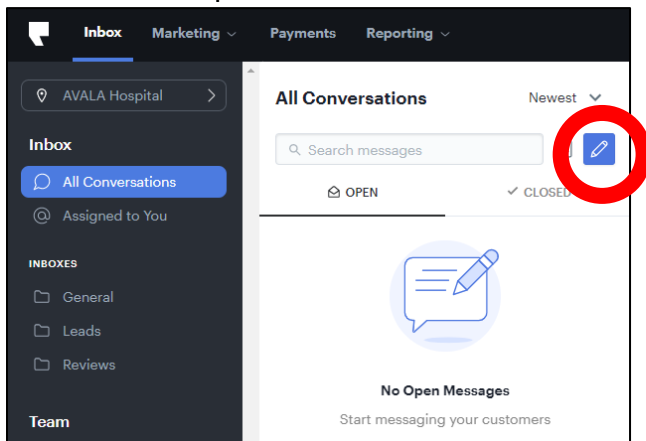 Inbox Marketing Payments Reporting
AVALA Hospital
Inbox
All Conversations
Assigned to You
INBOXES
General
Leads
Reviews
Team
All Conversations Newest
Search messages
OPEN CLOSED
No Open Messages
Start messaging your customers